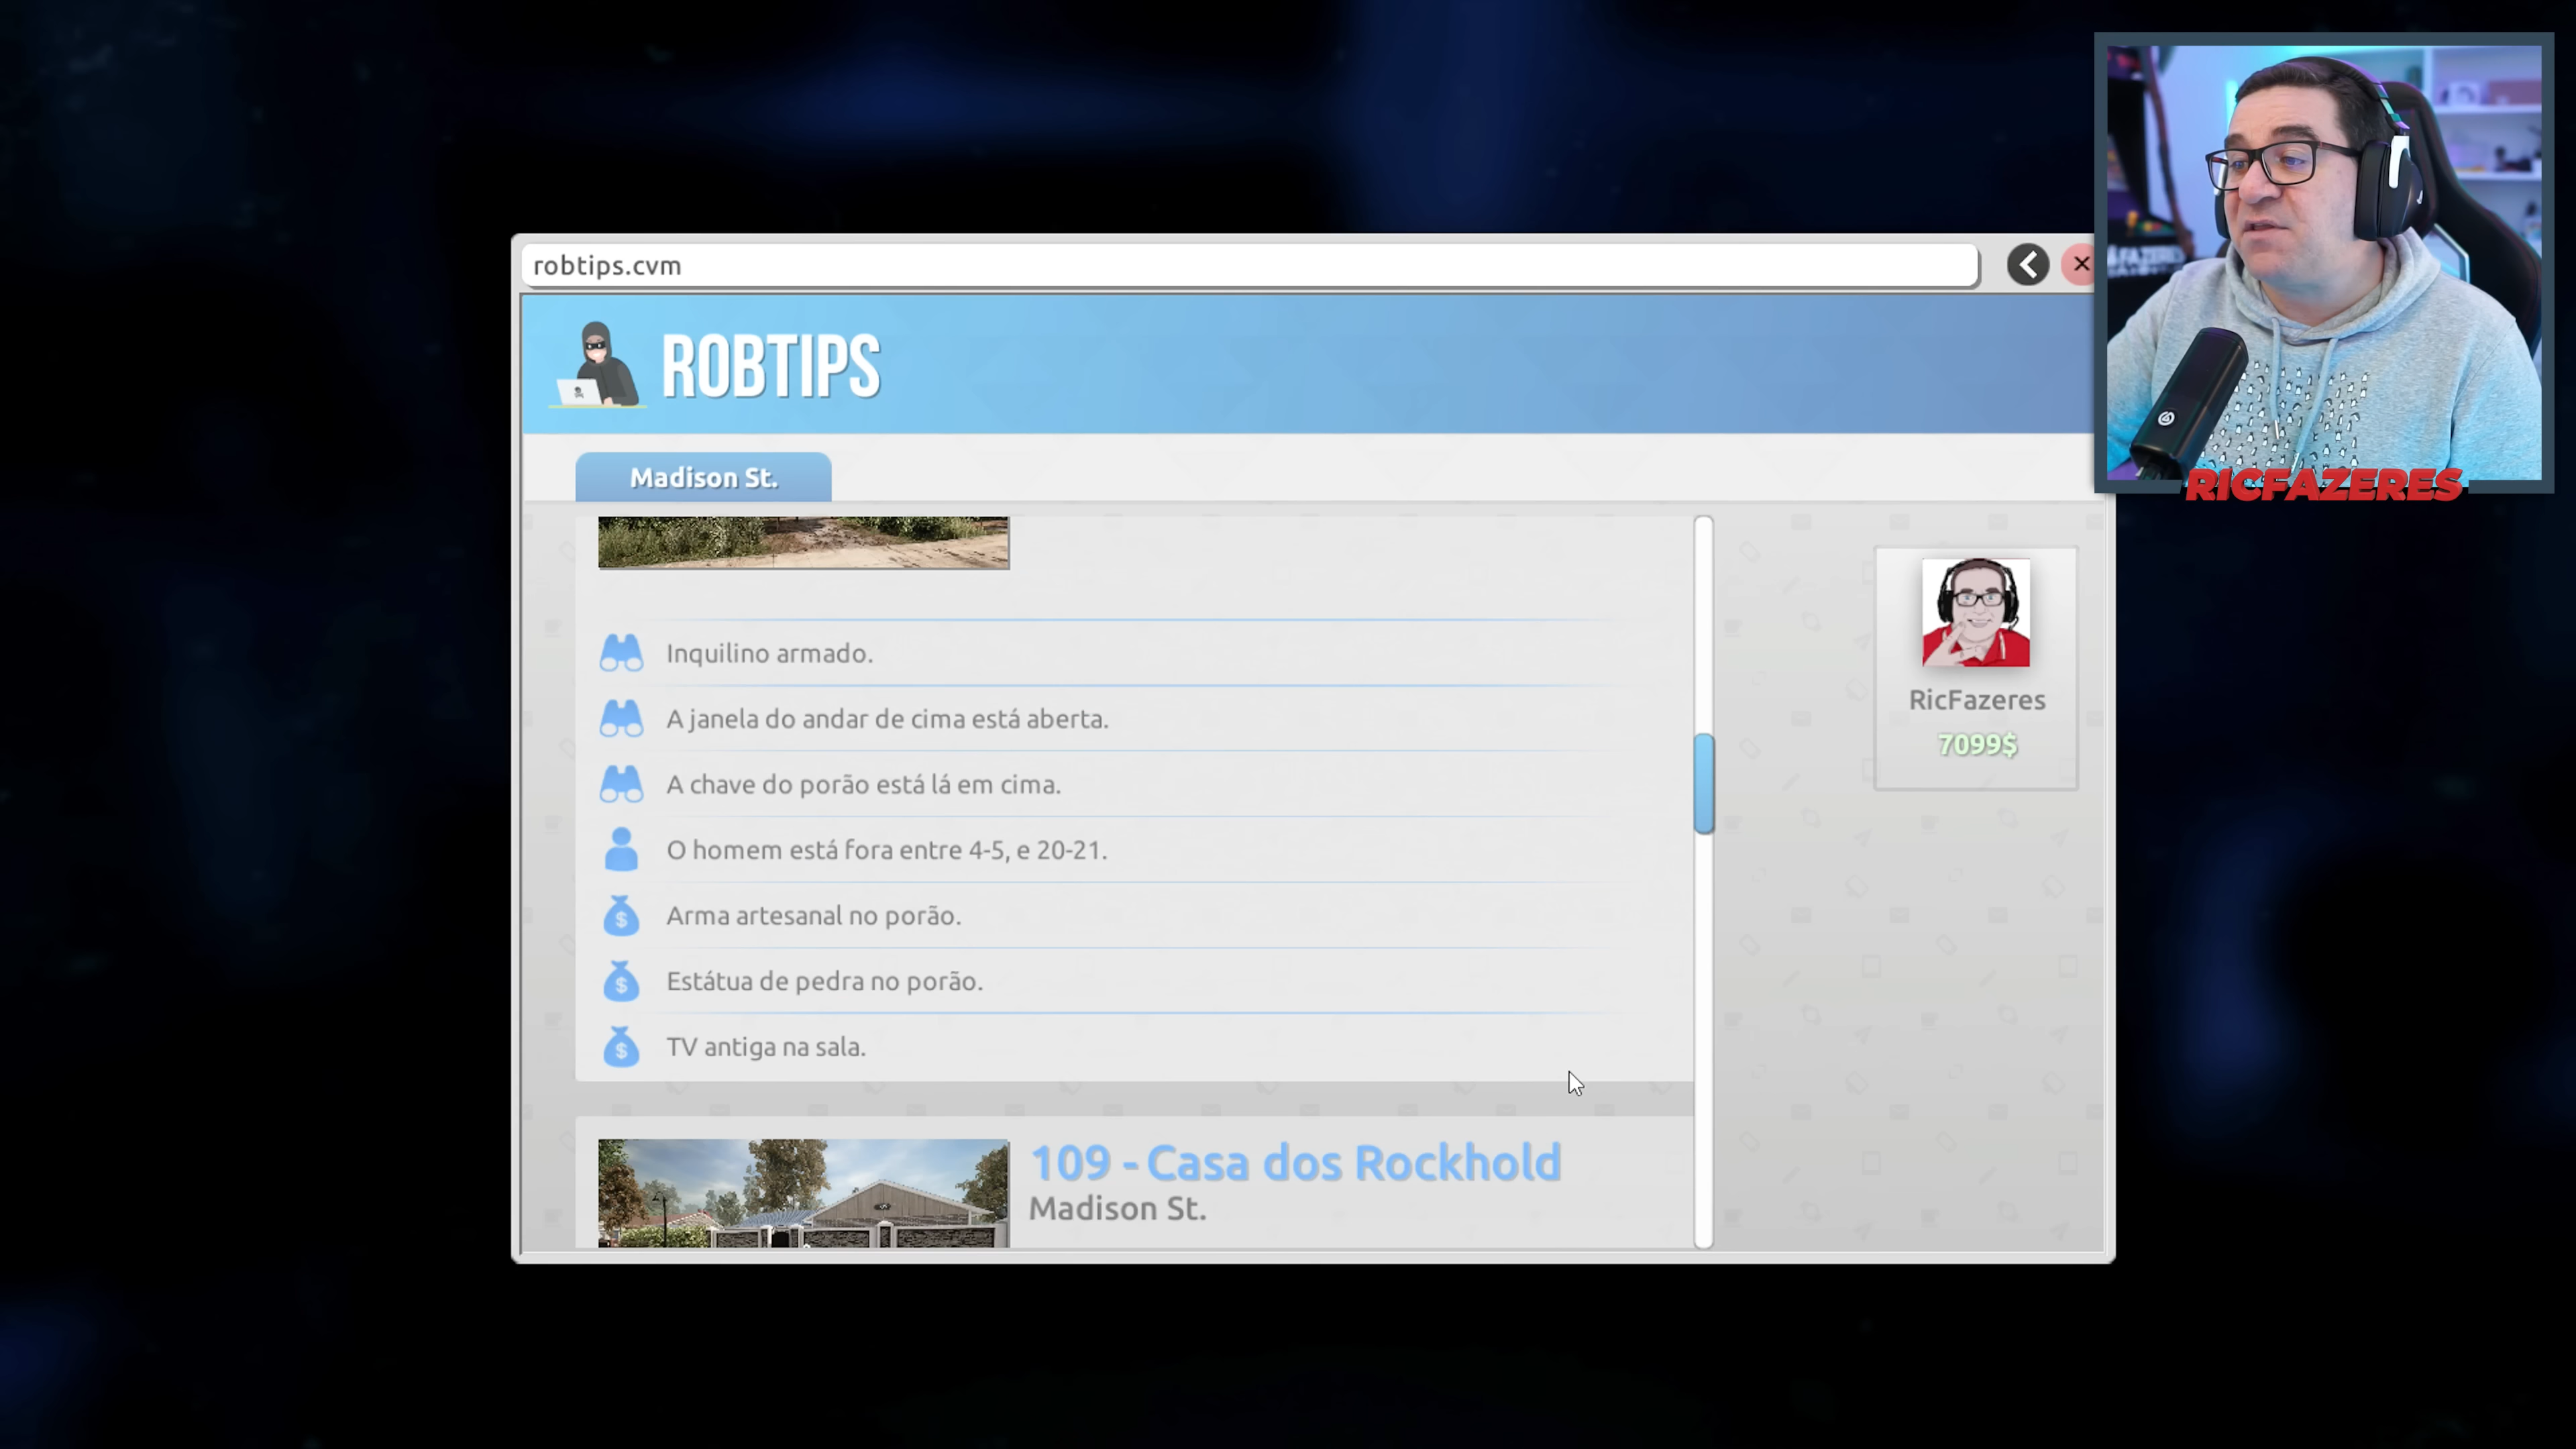 robtips.cvm
ROBTIPS
Madison St.
Inquilino armado.
A janela do andar de cima está aberta.
A chave do porão está lá em cima.
O homem está fora entre 4-5, e 20-21.
Arma artesanal no porão.
Estátua de pedra no porão.
TV antiga na sala.
109 - Casa dos Rockhold
Madison St.
RicFazeres
7099$
RICFAZERES